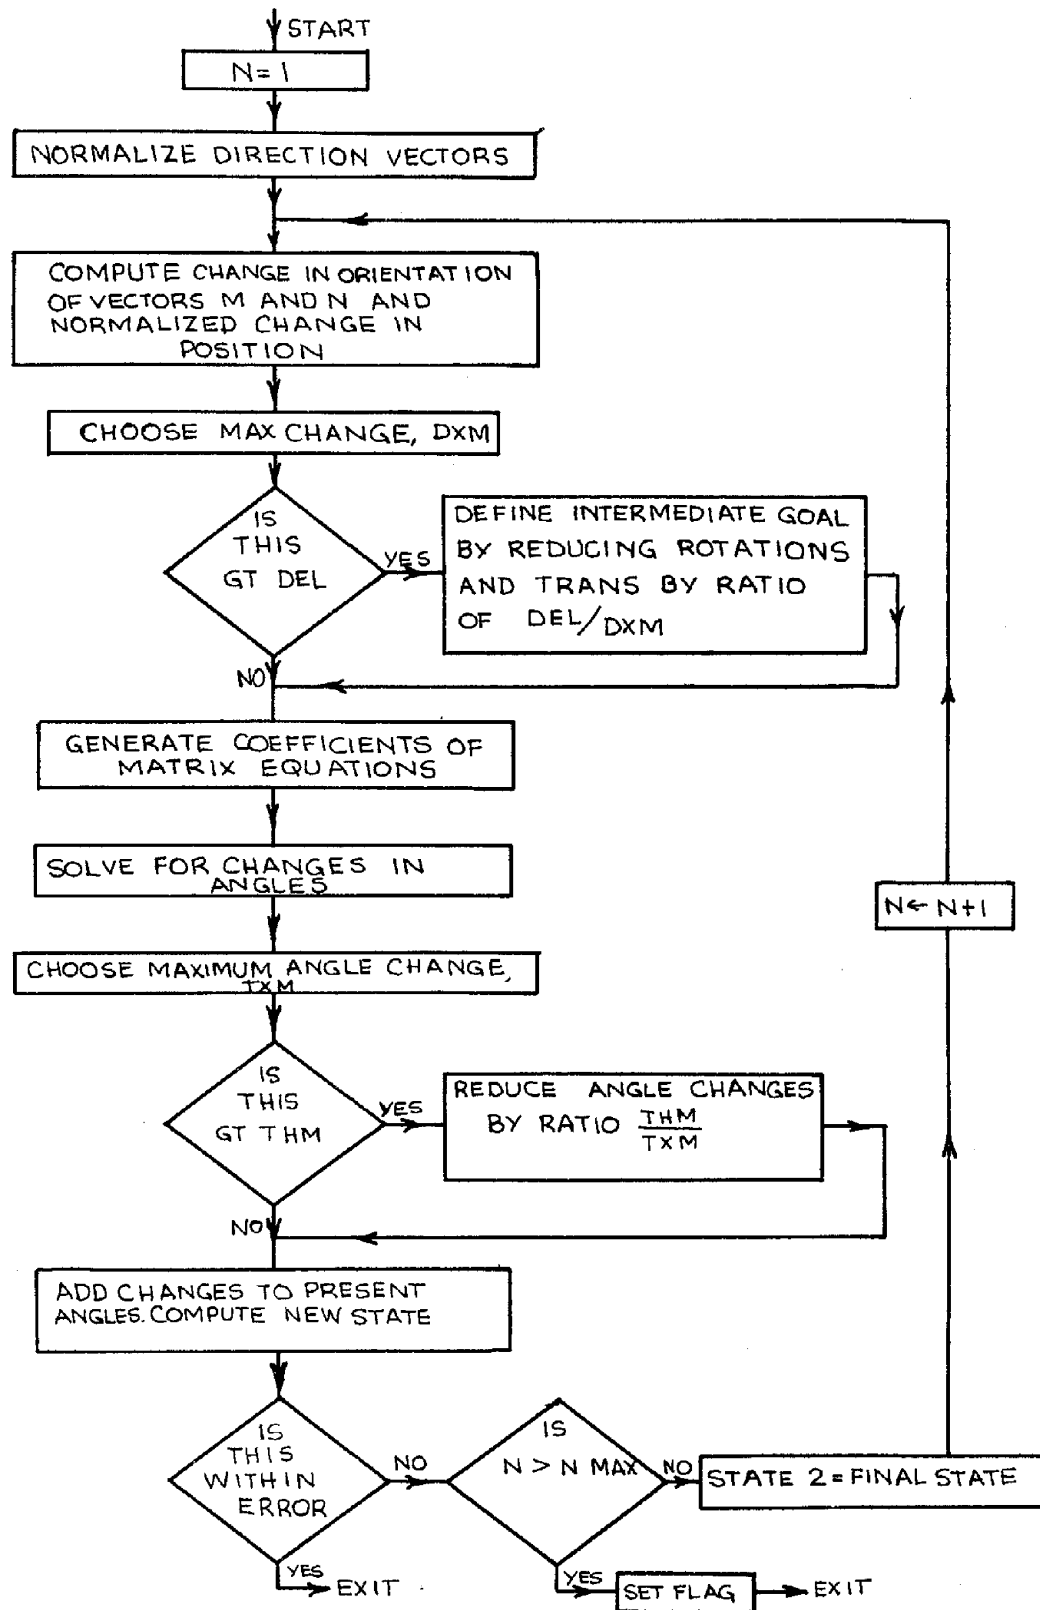 START
N = 1
NORMALIZE DIRECTION VECTORS
COMPUTE CHANGE IN ORIENTATION
OF VECTORS M AND N AND
NORMALIZED CHANGE IN
POSITION
CHOOSE MAX CHANGE, DXM
IS
THIS
GT DEL
YES
DEFINE INTERMEDIATE GOAL
BY REDUCING ROTATIONS
AND TRANS BY RATIO
OF DEL/DXM
NO
GENERATE COEFFICIENTS OF
MATRIX EQUATIONS
SOLVE FOR CHANGES IN
ANGLES
N ← N+1
CHOOSE MAXIMUM ANGLE CHANGE,
TXM
IS
THIS
GT THM
YES
REDUCE ANGLE CHANGES
BY RATIO THM
TXM
NO
ADD CHANGES TO PRESENT
ANGLES. COMPUTE NEW STATE
IS
THIS
WITHIN
ERROR
NO
IS
N > N MAX
NO
STATE 2 = FINAL STATE
YES
EXIT
YES
SET FLAG
EXIT